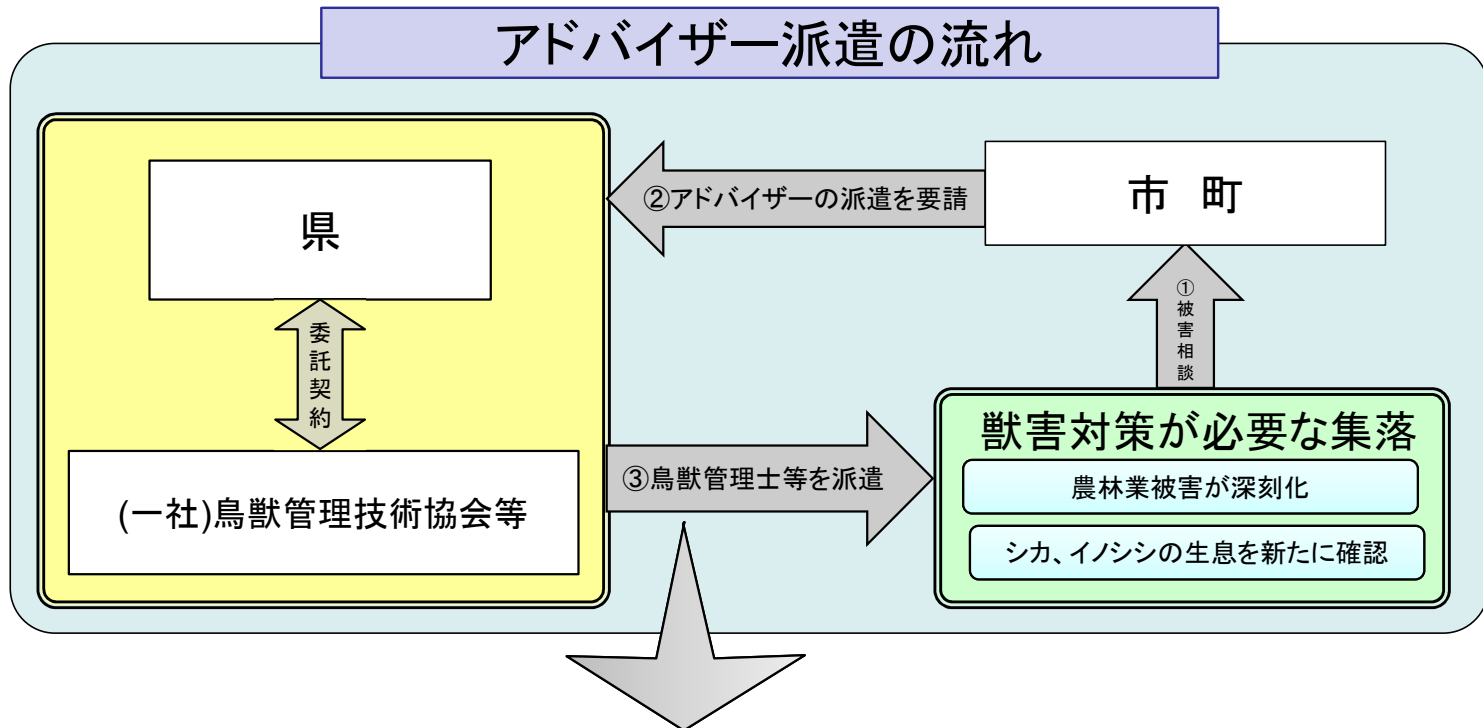 アドバイザー派遣の流れ
県
②アドバイザーの派遣を要請
市 町
委託契約
①被害相談
(一社)鳥獣管理技術協会等
③鳥獣管理士等を派遣
獣害対策が必要な集落
農林業被害が深刻化
シカ、イノシシの生息を新たに確認